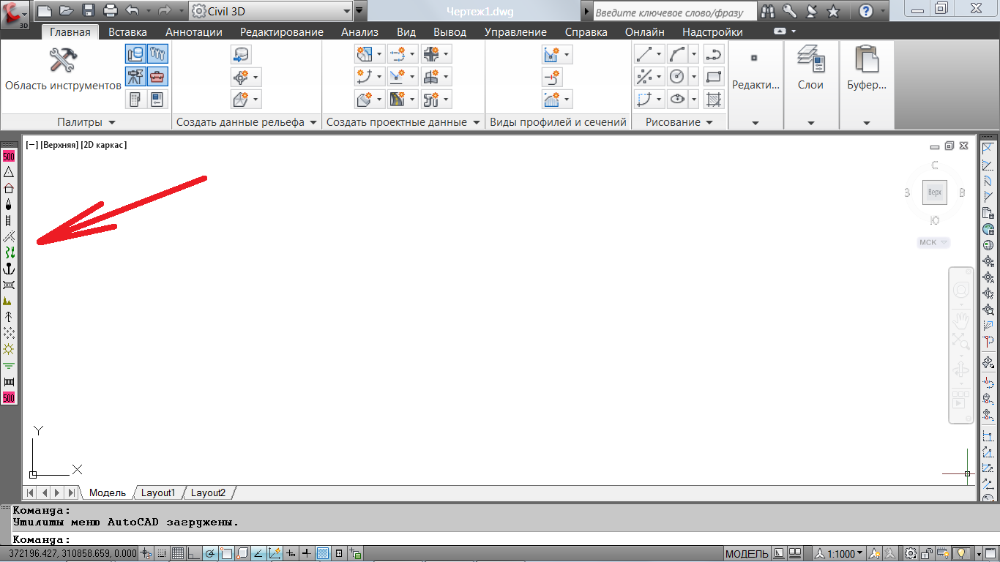 3D
Civil 3D
Чертеж1.dwg
Введите ключевое слово/фразу
Главная Вставка Аннотации Редактирование Анализ Вид Вывод Управление Справка Онлайн Надстройки
Область инструментов
Редакти... Слои Буфер...
Палитры Создать данные рельефа Создать проектные данные Виды профилей и сечений Рисование
[−] [Верхняя] [2D каркас]
500
С
З Верх В
Ю
МСК
500
Y
X
Модель Layout1 Layout2
Команда:
Утилиты меню AutoCAD загружены.
Команда:
372196.427, 310858.659, 0.000 МОДЕЛЬ 1:1000